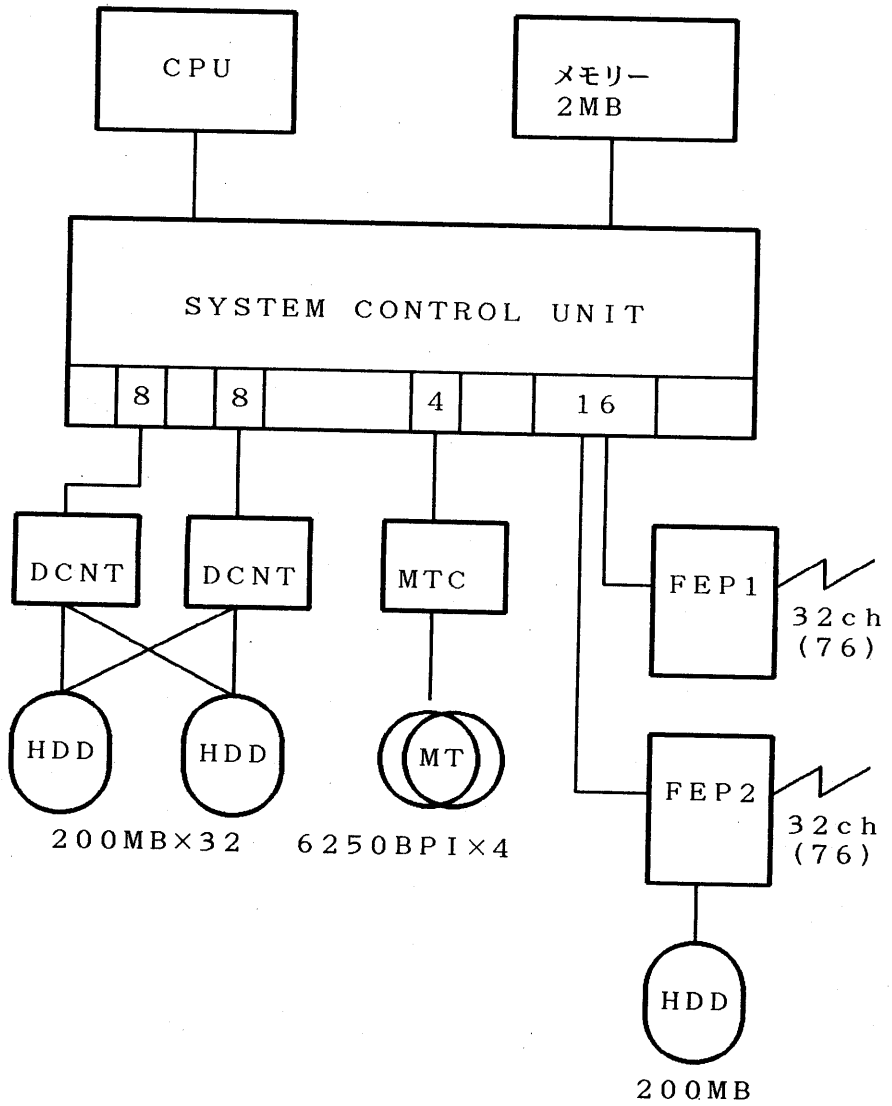 CPU
メモリー
2MB
SYSTEM CONTROL UNIT
8
8
4
16
DCNT
DCNT
MTC
FEP1
32ch
(76)
HDD
HDD
MT
FEP2
32ch
(76)
200MB×32
6250BPI×4
HDD
200MB